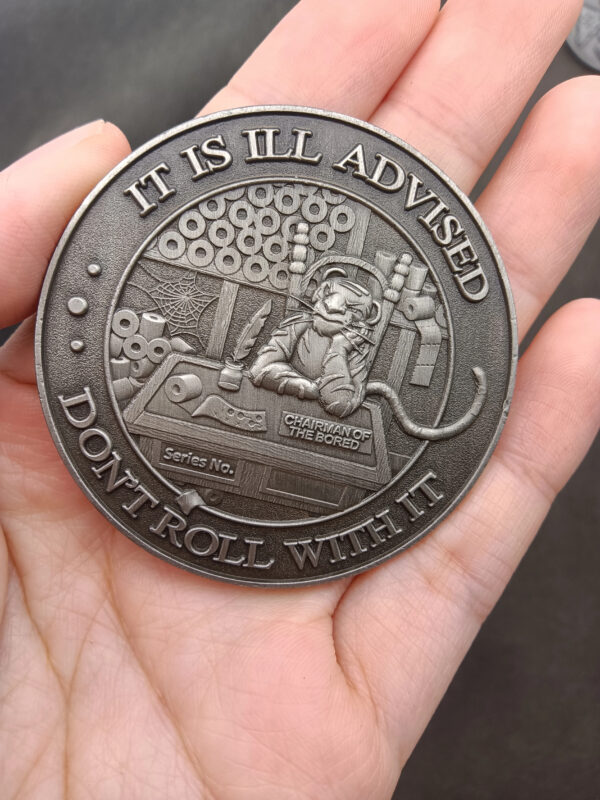 IT IS ILL ADVISED
CHAIRMAN OF
THE BORED
Series No.
DON'T ROLL WITH IT